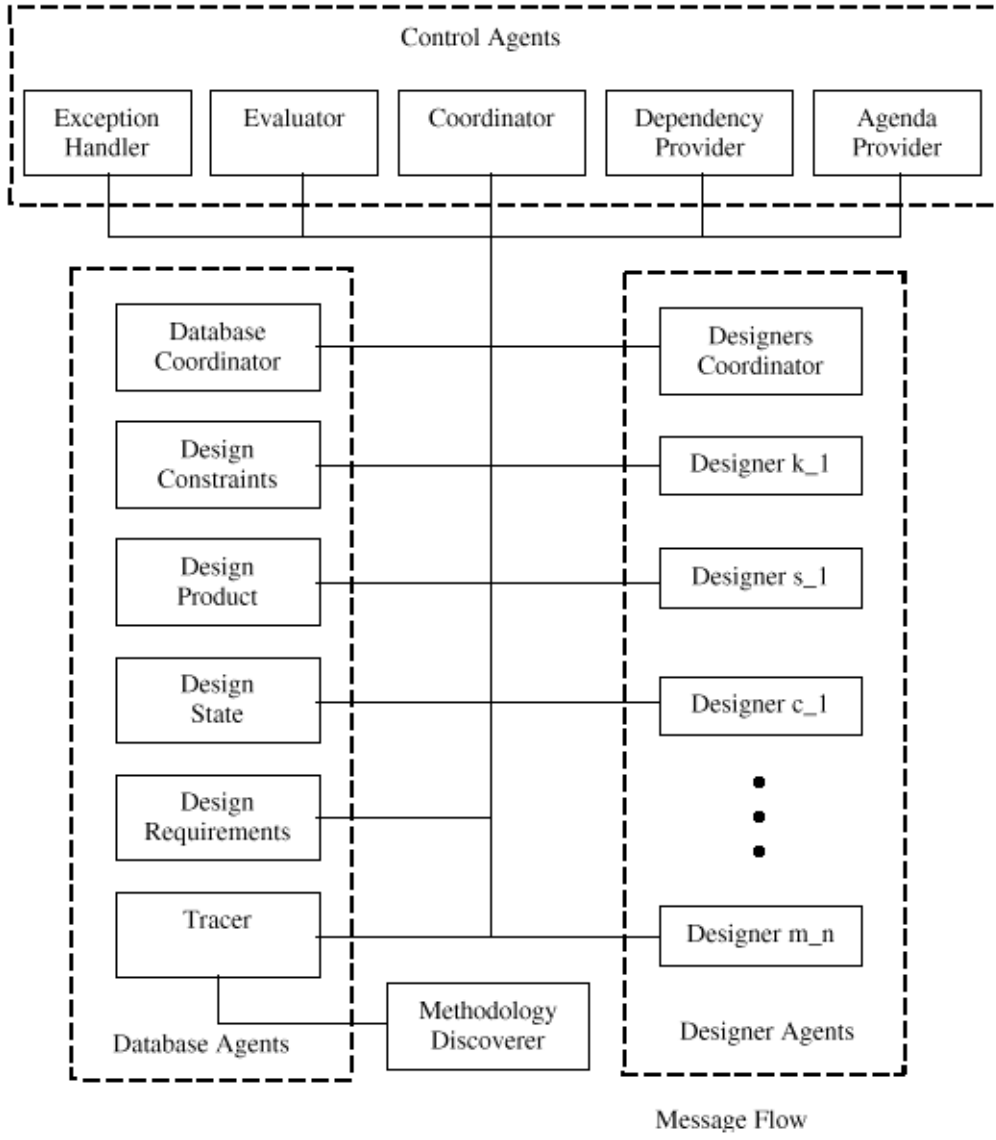 Control Agents
Exception
Handler
Evaluator
Coordinator
Dependency
Provider
Agenda
Provider
Database
Coordinator
Design
Constraints
Design
Product
Design
State
Design
Requirements
Tracer
Database Agents
Methodology
Discoverer
Designers
Coordinator
Designer k_1
Designer s_1
Designer c_1
Designer m_n
Designer Agents
Message Flow